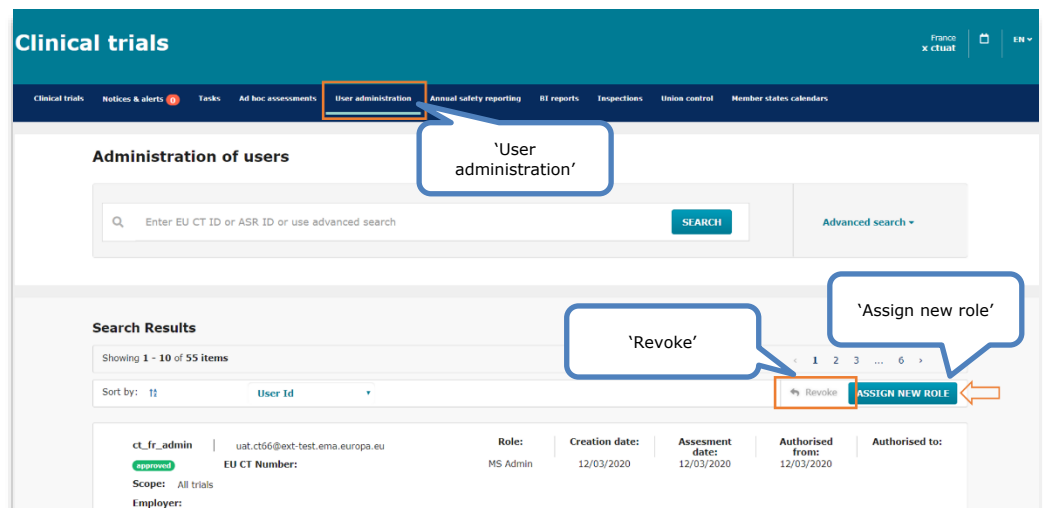 Clinical trials
France
x ctuat
EN
Clinical trials Notices & alerts 0 Tasks Ad hoc assessments User administration Annual safety reporting BI reports Inspections Union control Member states calendars
Administration of users
‘User
administration’
Enter EU CT ID or ASR ID or use advanced search
SEARCH
Advanced search
‘Revoke’
‘Assign new role’
Search Results
Showing 1 - 10 of 55 items
‹ 1 2 3 ... 6 ›
Sort by: User Id
Revoke
ASSIGN NEW ROLE
ct_fr_admin | uat.ct66@ext-test.ema.europa.eu
approved
EU CT Number:
Scope: All trials
Employer:
Role:
MS Admin
Creation date:
12/03/2020
Assesment
date:
12/03/2020
Authorised
from:
12/03/2020
Authorised to: